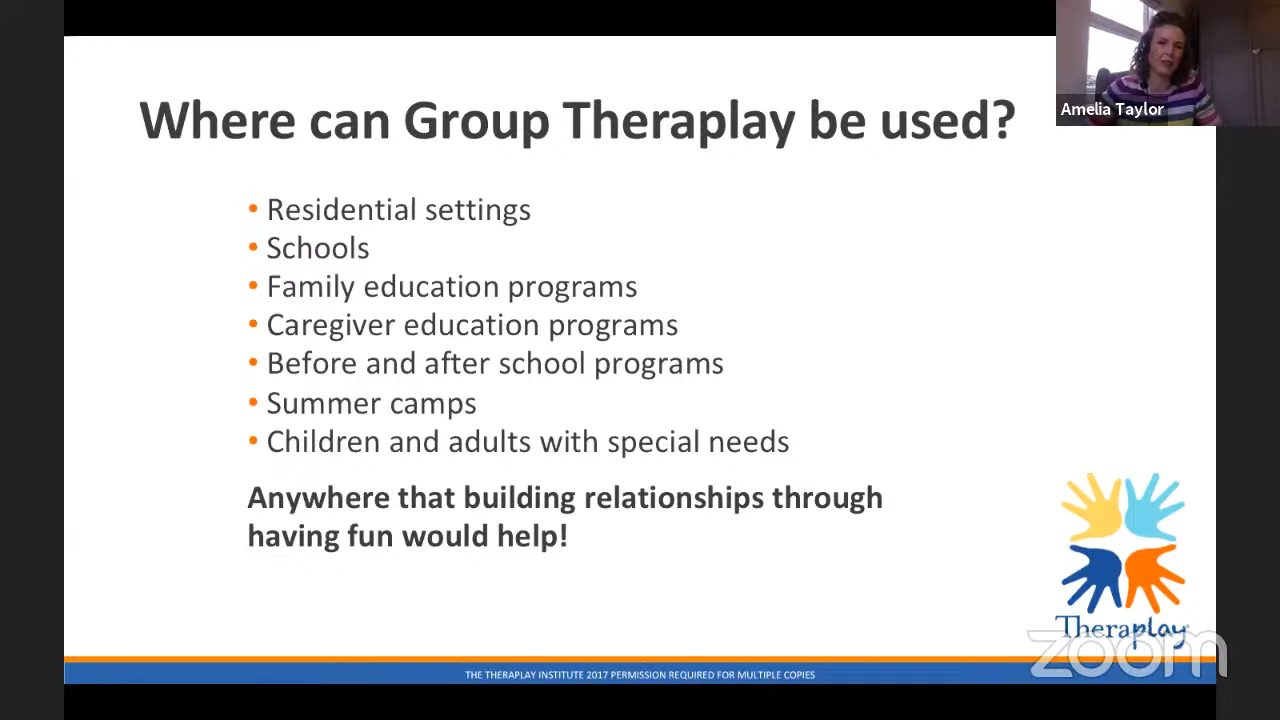 Where can Group Theraplay be used?
Amelia Taylor
• Residential settings
• Schools
• Family education programs
• Caregiver education programs
• Before and after school programs
• Summer camps
• Children and adults with special needs
Anywhere that building relationships through
having fun would help!
Theraplay
zoom
THE THERAPLAY INSTITUTE 2017 PERMISSION REQUIRED FOR MULTIPLE COPIES